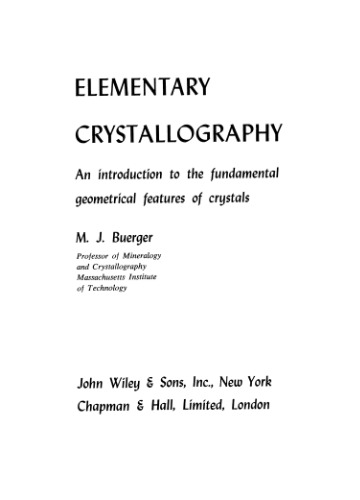 ELEMENTARY
CRYSTALLOGRAPHY
An introduction to the fundamental
geometrical features of crystals
M. J. Buerger
Professor of Mineralogy
and Crystallography
Massachusetts Institute
of Technology
John Wiley & Sons, Inc., New York
Chapman & Hall, Limited, London